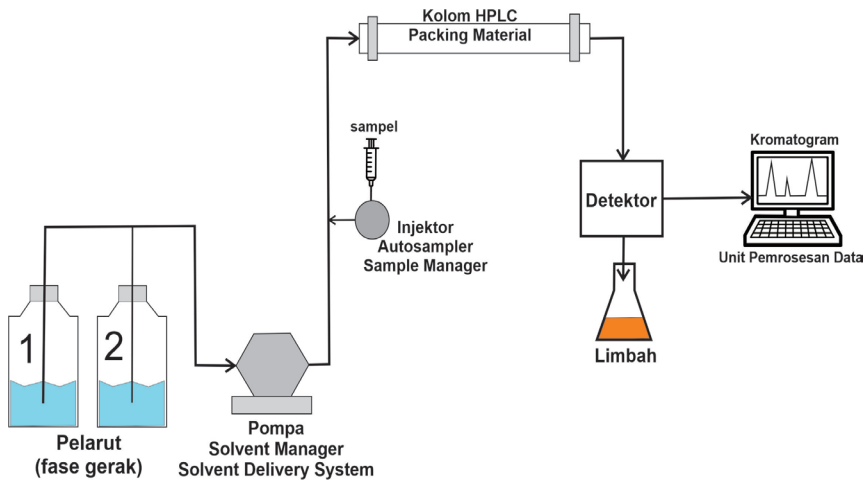 Kolom HPLC
Packing Material
sampel
Injektor
Autosampler
Sample Manager
Kromatogram
Detektor
Unit Pemrosesan Data
1
2
Limbah
Pelarut
(fase gerak)
Pompa
Solvent Manager
Solvent Delivery System